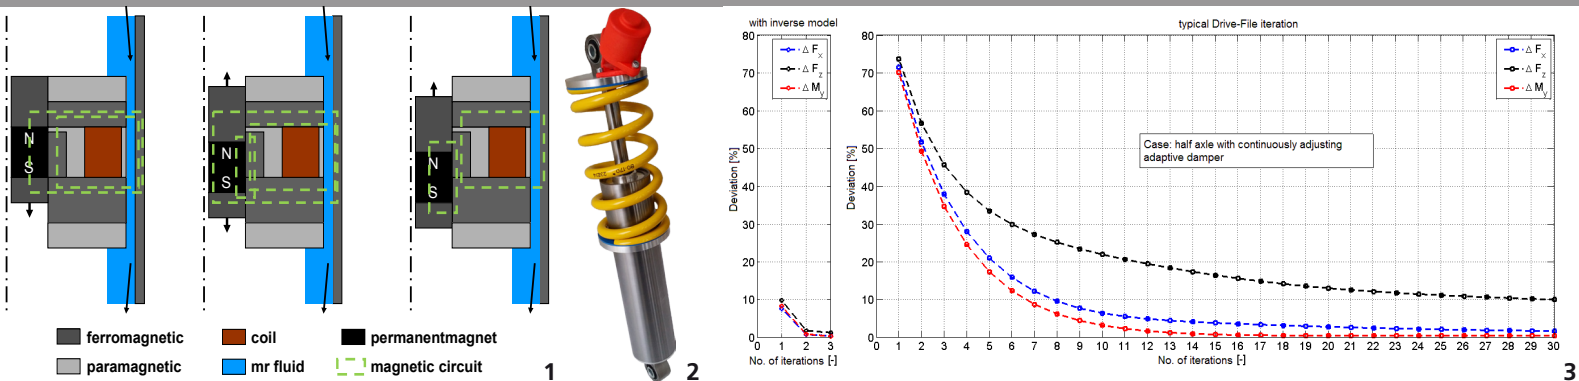 N
S
N
S
N
S
ferromagnetic
coil
permanentmagnet
paramagnetic
mr fluid
magnetic circuit
1
2
with inverse model
Deviation [%]
80
70
60
50
40
30
20
10
0
0 1 2 3
No. of iterations [-]
Δ Fx
Δ Fz
Δ My
typical Drive-File iteration
Deviation [%]
80
70
60
50
40
30
20
10
0
0 1 2 3 4 5 6 7 8 9 10 11 12 13 14 15 16 17 18 19 20 21 22 23 24 25 26 27 28 29 30
No. of iterations [-]
Δ Fx
Δ Fz
Δ My
Case: half axle with continuously adjusting
adaptive damper
3